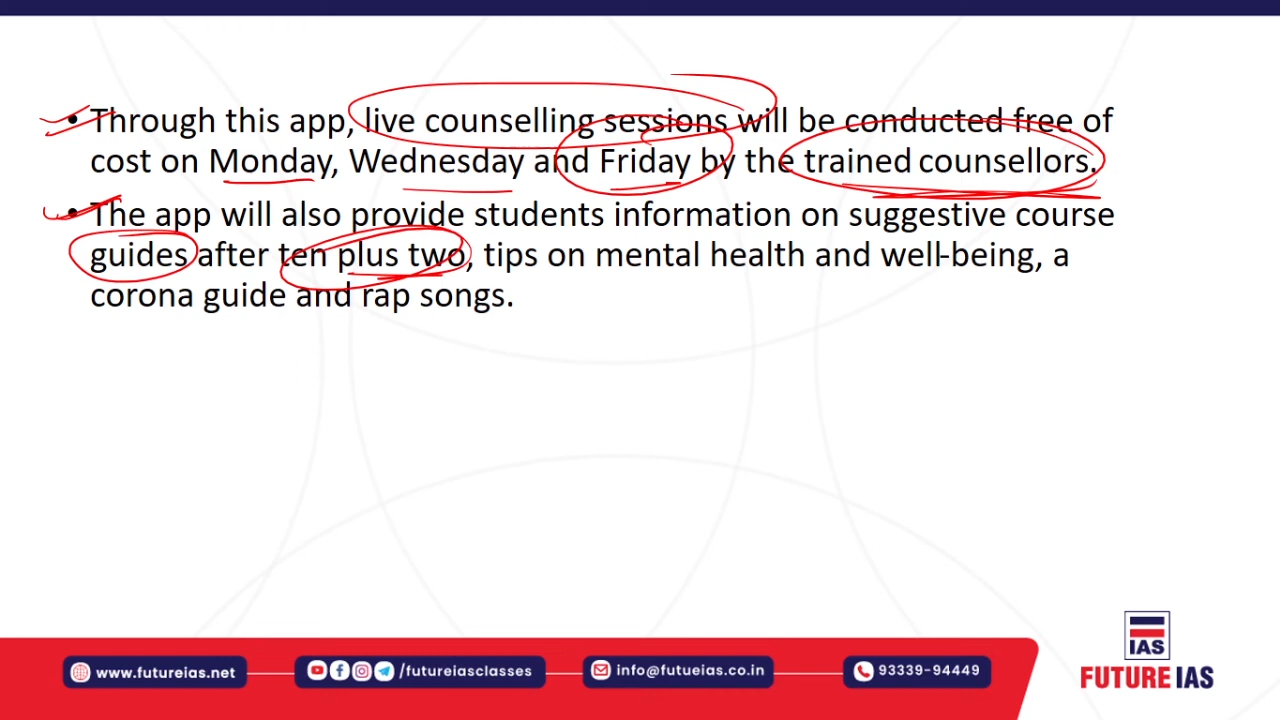 • Through this app, live counselling sessions will be conducted free of
cost on Monday, Wednesday and Friday by the trained counsellors.
• The app will also provide students information on suggestive course
guides after ten plus two, tips on mental health and well-being, a
corona guide and rap songs.
IAS
www.futureias.net
/futureiasclasses
info@futueias.co.in
93339-94449
FUTURE IAS